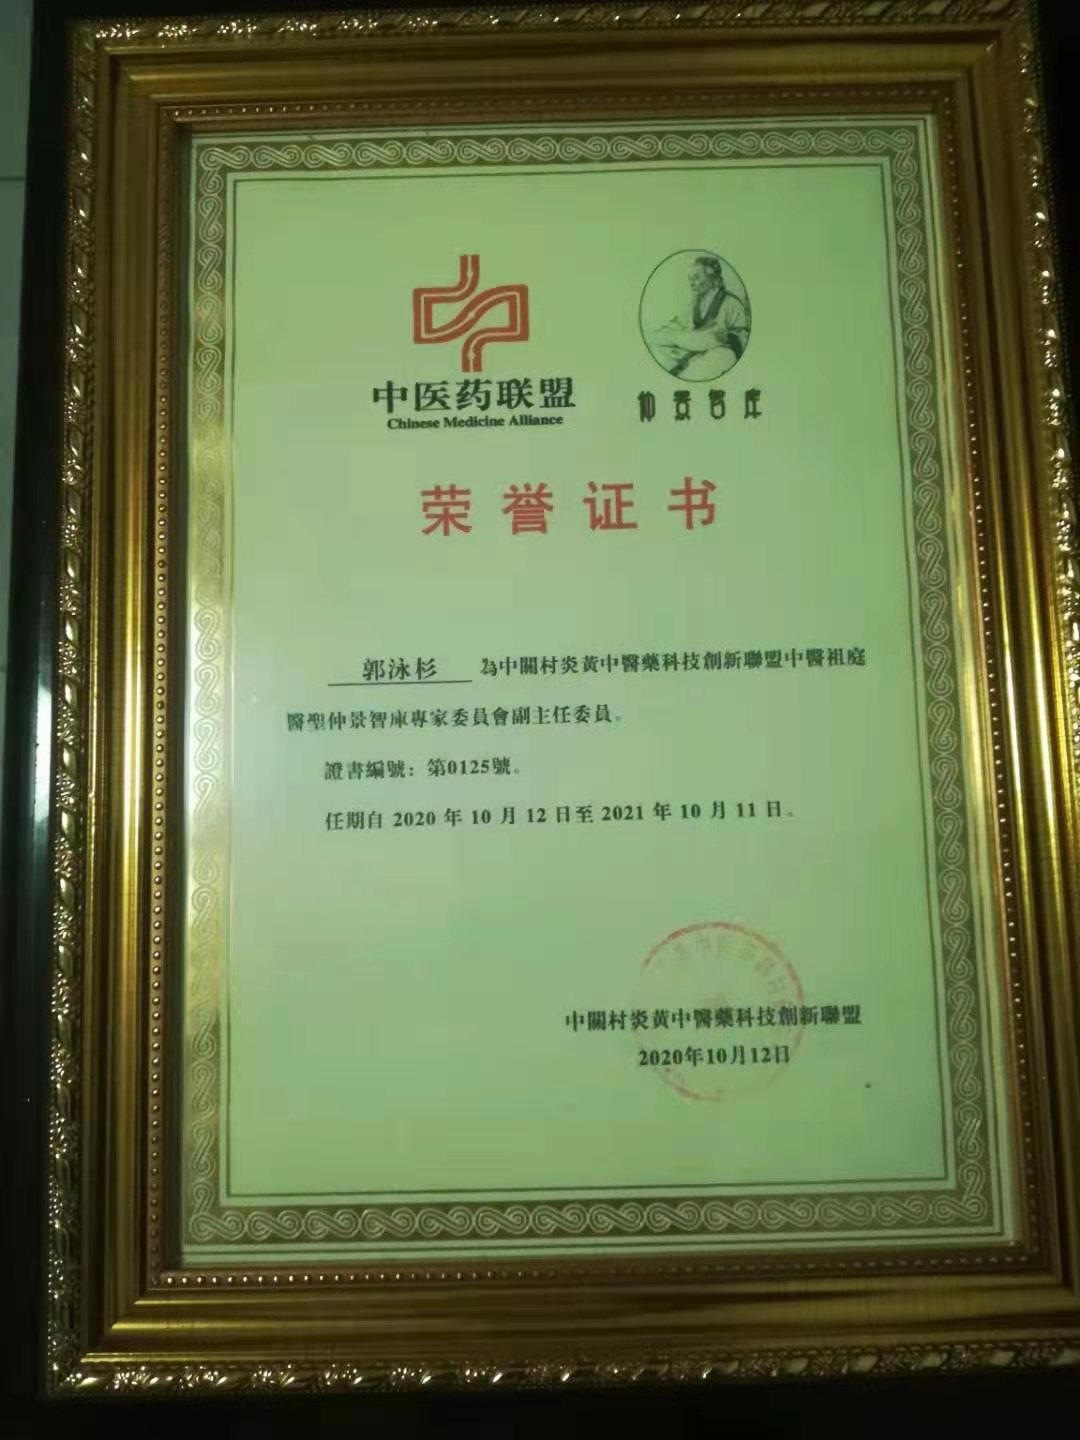 中医药联盟
Chinese Medicine Alliance
仲景智库
荣誉证书
郭泳杉 為中關村炎黃中醫藥科技創新聯盟中醫祖庭
醫聖仲景智庫專家委員會副主任委員。
證書編號：第0125號。
任期自 2020 年 10 月 12 日至 2021 年 10 月 11 日。
中關村炎黃中醫藥科技創新聯盟
2020年10月12日